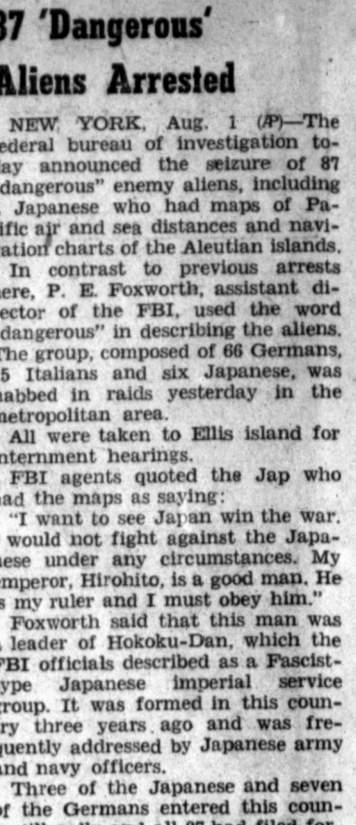 87 'Dangerous'
Aliens Arrested
NEW YORK, Aug. 1 (AP)—The
ederal bureau of investigation to-
ay announced the seizure of 87
dangerous" enemy aliens, including
Japanese who had maps of Pa-
ific air and sea distances and navi-
ation charts of the Aleutian islands.
In contrast to previous arrests
ere, P. E. Foxworth, assistant di-
ector of the FBI, used the word
dangerous" in describing the aliens.
The group, composed of 66 Germans,
5 Italians and six Japanese, was
nabbed in raids yesterday in the
metropolitan area.
All were taken to Ellis island for
nternment hearings.
FBI agents quoted the Jap who
had the maps as saying:
"I want to see Japan win the war.
would not fight against the Japa-
nese under any circumstances. My
emperor, Hirohito, is a good man. He
s my ruler and I must obey him."
Foxworth said that this man was
leader of Hokoku-Dan, which the
FBI officials described as a Fascist-
ype Japanese imperial service
group. It was formed in this coun-
ry three years ago and was fre-
quently addressed by Japanese army
and navy officers.
Three of the Japanese and seven
of the Germans entered this coun-